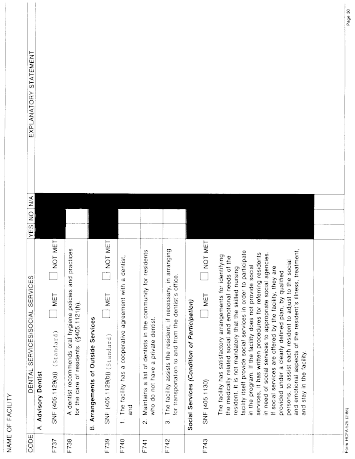 NAME OF FACILITY
CODE DENTAL SERVICES/SOCIAL SERVICES YES NO N/A EXPLANATORY STATEMENT
A. Advisory Dentist
F737 SNF (405.1129(a)) (Standard) MET NOT MET
F738 A dentist recommends oral hygiene policies and practices
for the care of residents.
B. Arrangements of Outside Services
F739 SNF (405.1129(b)) (Standard) MET NOT MET
F740 1. The facility has a cooperative agreement with a dentist,
and
F741 2. Maintains a list of dentists in the community for residents
who do not have a private dentist.
F742 3. The facility assists the resident, if necessary, in arranging
for transportation to and from the dentist's office.
Social Services (Condition of Participation)
F743 SNF (405.1130) MET NOT MET
The facility has satisfactory arrangements for identifying
the medically related social and emotional needs of the
resident. It is not mandatory that the skilled nursing
facility itself provide social services in order to participate
in the program. If the facility does not provide social
services, it has written procedures for referring residents
in need of social services to appropriate social agencies.
If social services are offered by the facility, they are
provided under a clearly defined plan, by qualified
persons, to assist each resident to adjust to the social
and emotional aspects of the resident's illness, treatment,
and stay in the facility.
Page 20